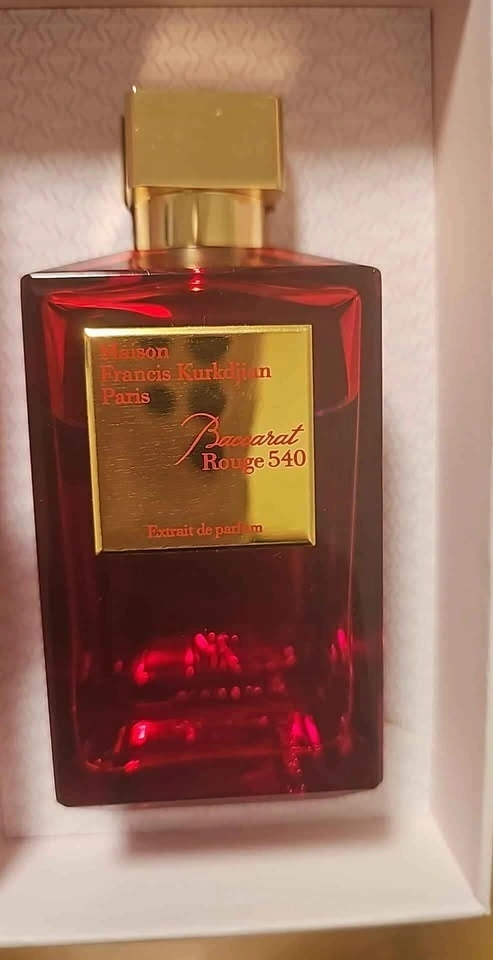 Maison
Francis Kurkdjian
Paris
Baccarat
Rouge 540
Extrait de parfum